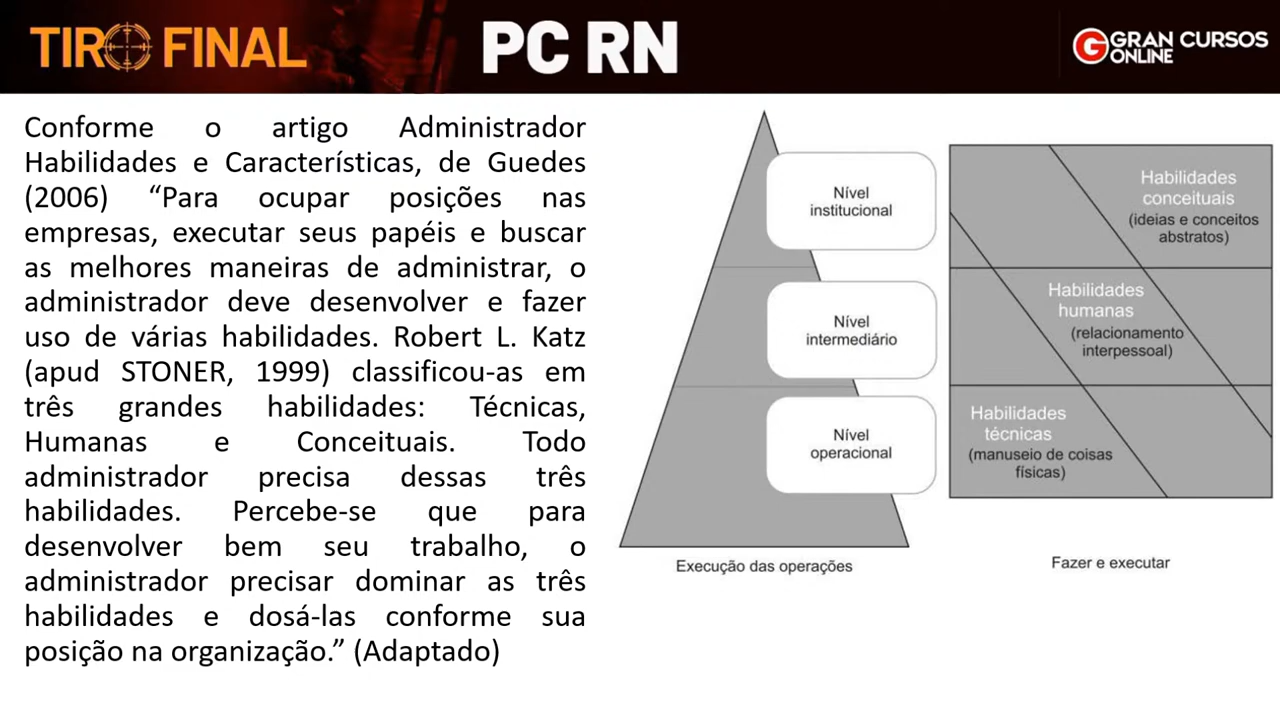 TIRO FINAL
PC RN
GRAN CURSOS
ONLINE
Conforme o artigo Administrador
Habilidades e Características, de Guedes
(2006) “Para ocupar posições nas
empresas, executar seus papéis e buscar
as melhores maneiras de administrar, o
administrador deve desenvolver e fazer
uso de várias habilidades. Robert L. Katz
(apud STONER, 1999) classificou-as em
três grandes habilidades: Técnicas,
Humanas e Conceituais. Todo
administrador precisa dessas três
habilidades. Percebe-se que para
desenvolver bem seu trabalho, o
administrador precisar dominar as três
habilidades e dosá-las conforme sua
posição na organização.” (Adaptado)
Nível
institucional
Nível
intermediário
Nível
operacional
Execução das operações
Habilidades
conceituais
(ideias e conceitos
abstratos)
Habilidades
humanas
(relacionamento
interpessoal)
Habilidades
técnicas
(manuseio de coisas
físicas)
Fazer e executar